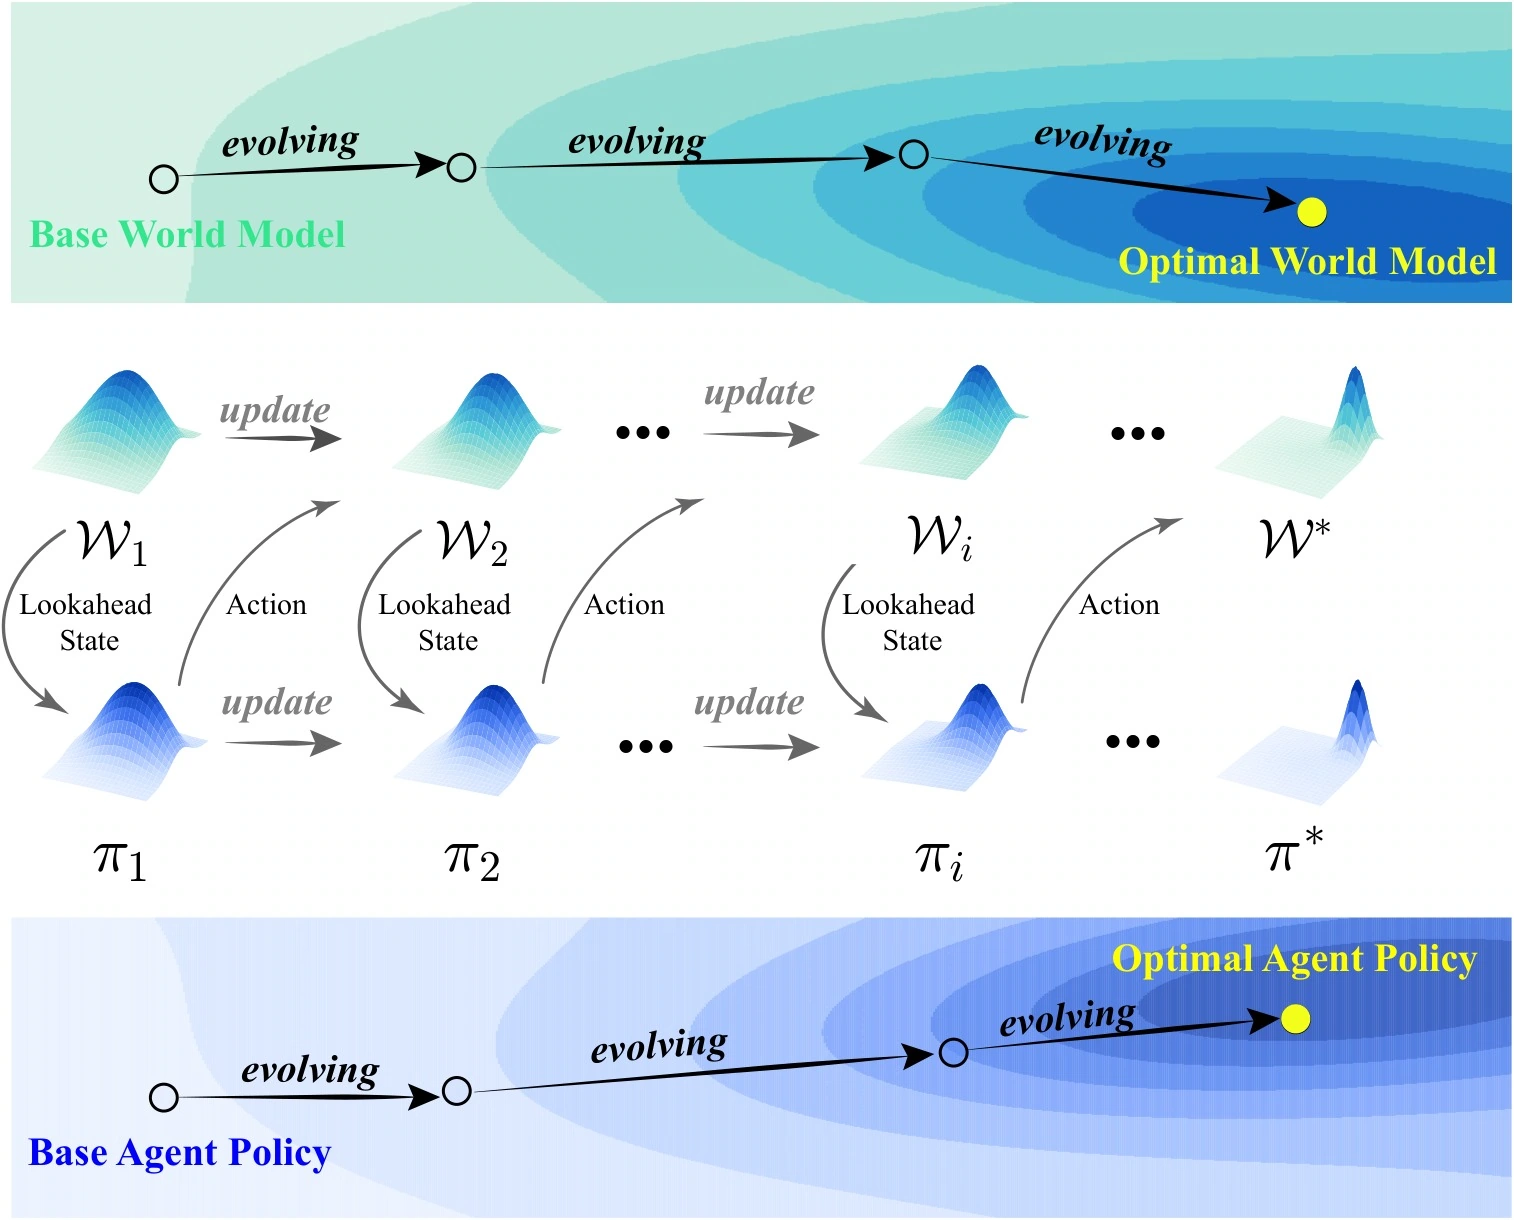 evolving evolving evolving
Base World Model
Optimal World Model
update ••• update •••
𝒲₁ 𝒲₂ 𝒲ᵢ 𝒲*
Lookahead Action Lookahead Action Lookahead Action
State State State
update ••• update •••
π₁ π₂ πᵢ π*
Optimal Agent Policy
evolving evolving evolving
Base Agent Policy